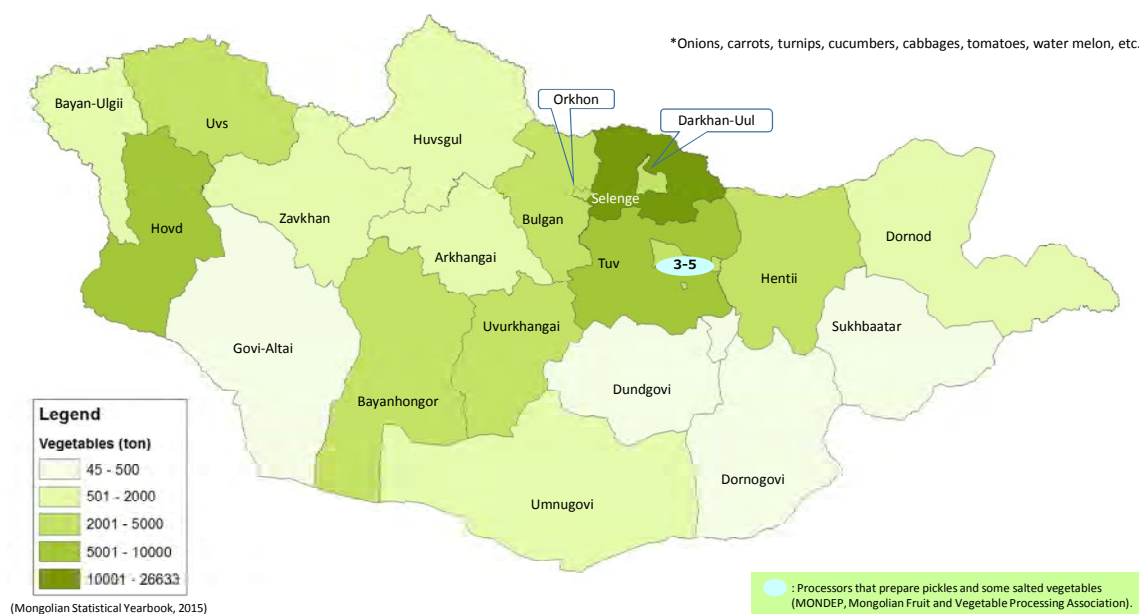 *Onions, carrots, turnips, cucumbers, cabbages, tomatoes, water melon, etc.
Bayan-Ulgii
Uvs
Orkhon
Darkhan-Uul
Huvsgul
Selenge
Zavkhan
Hovd
Bulgan
Dornod
Arkhangai
Tuv
3-5
Hentii
Uvurkhangai
Sukhbaatar
Govi-Altai
Dundgovi
Bayanhongor
Dornogovi
Umnugovi
Legend
Vegetables (ton)
45 - 500
501 - 2000
2001 - 5000
5001 - 10000
10001 - 26633
(Mongolian Statistical Yearbook, 2015)
: Processors that prepare pickles and some salted vegetables
(MONDEP, Mongolian Fruit and Vegetable Processing Association).